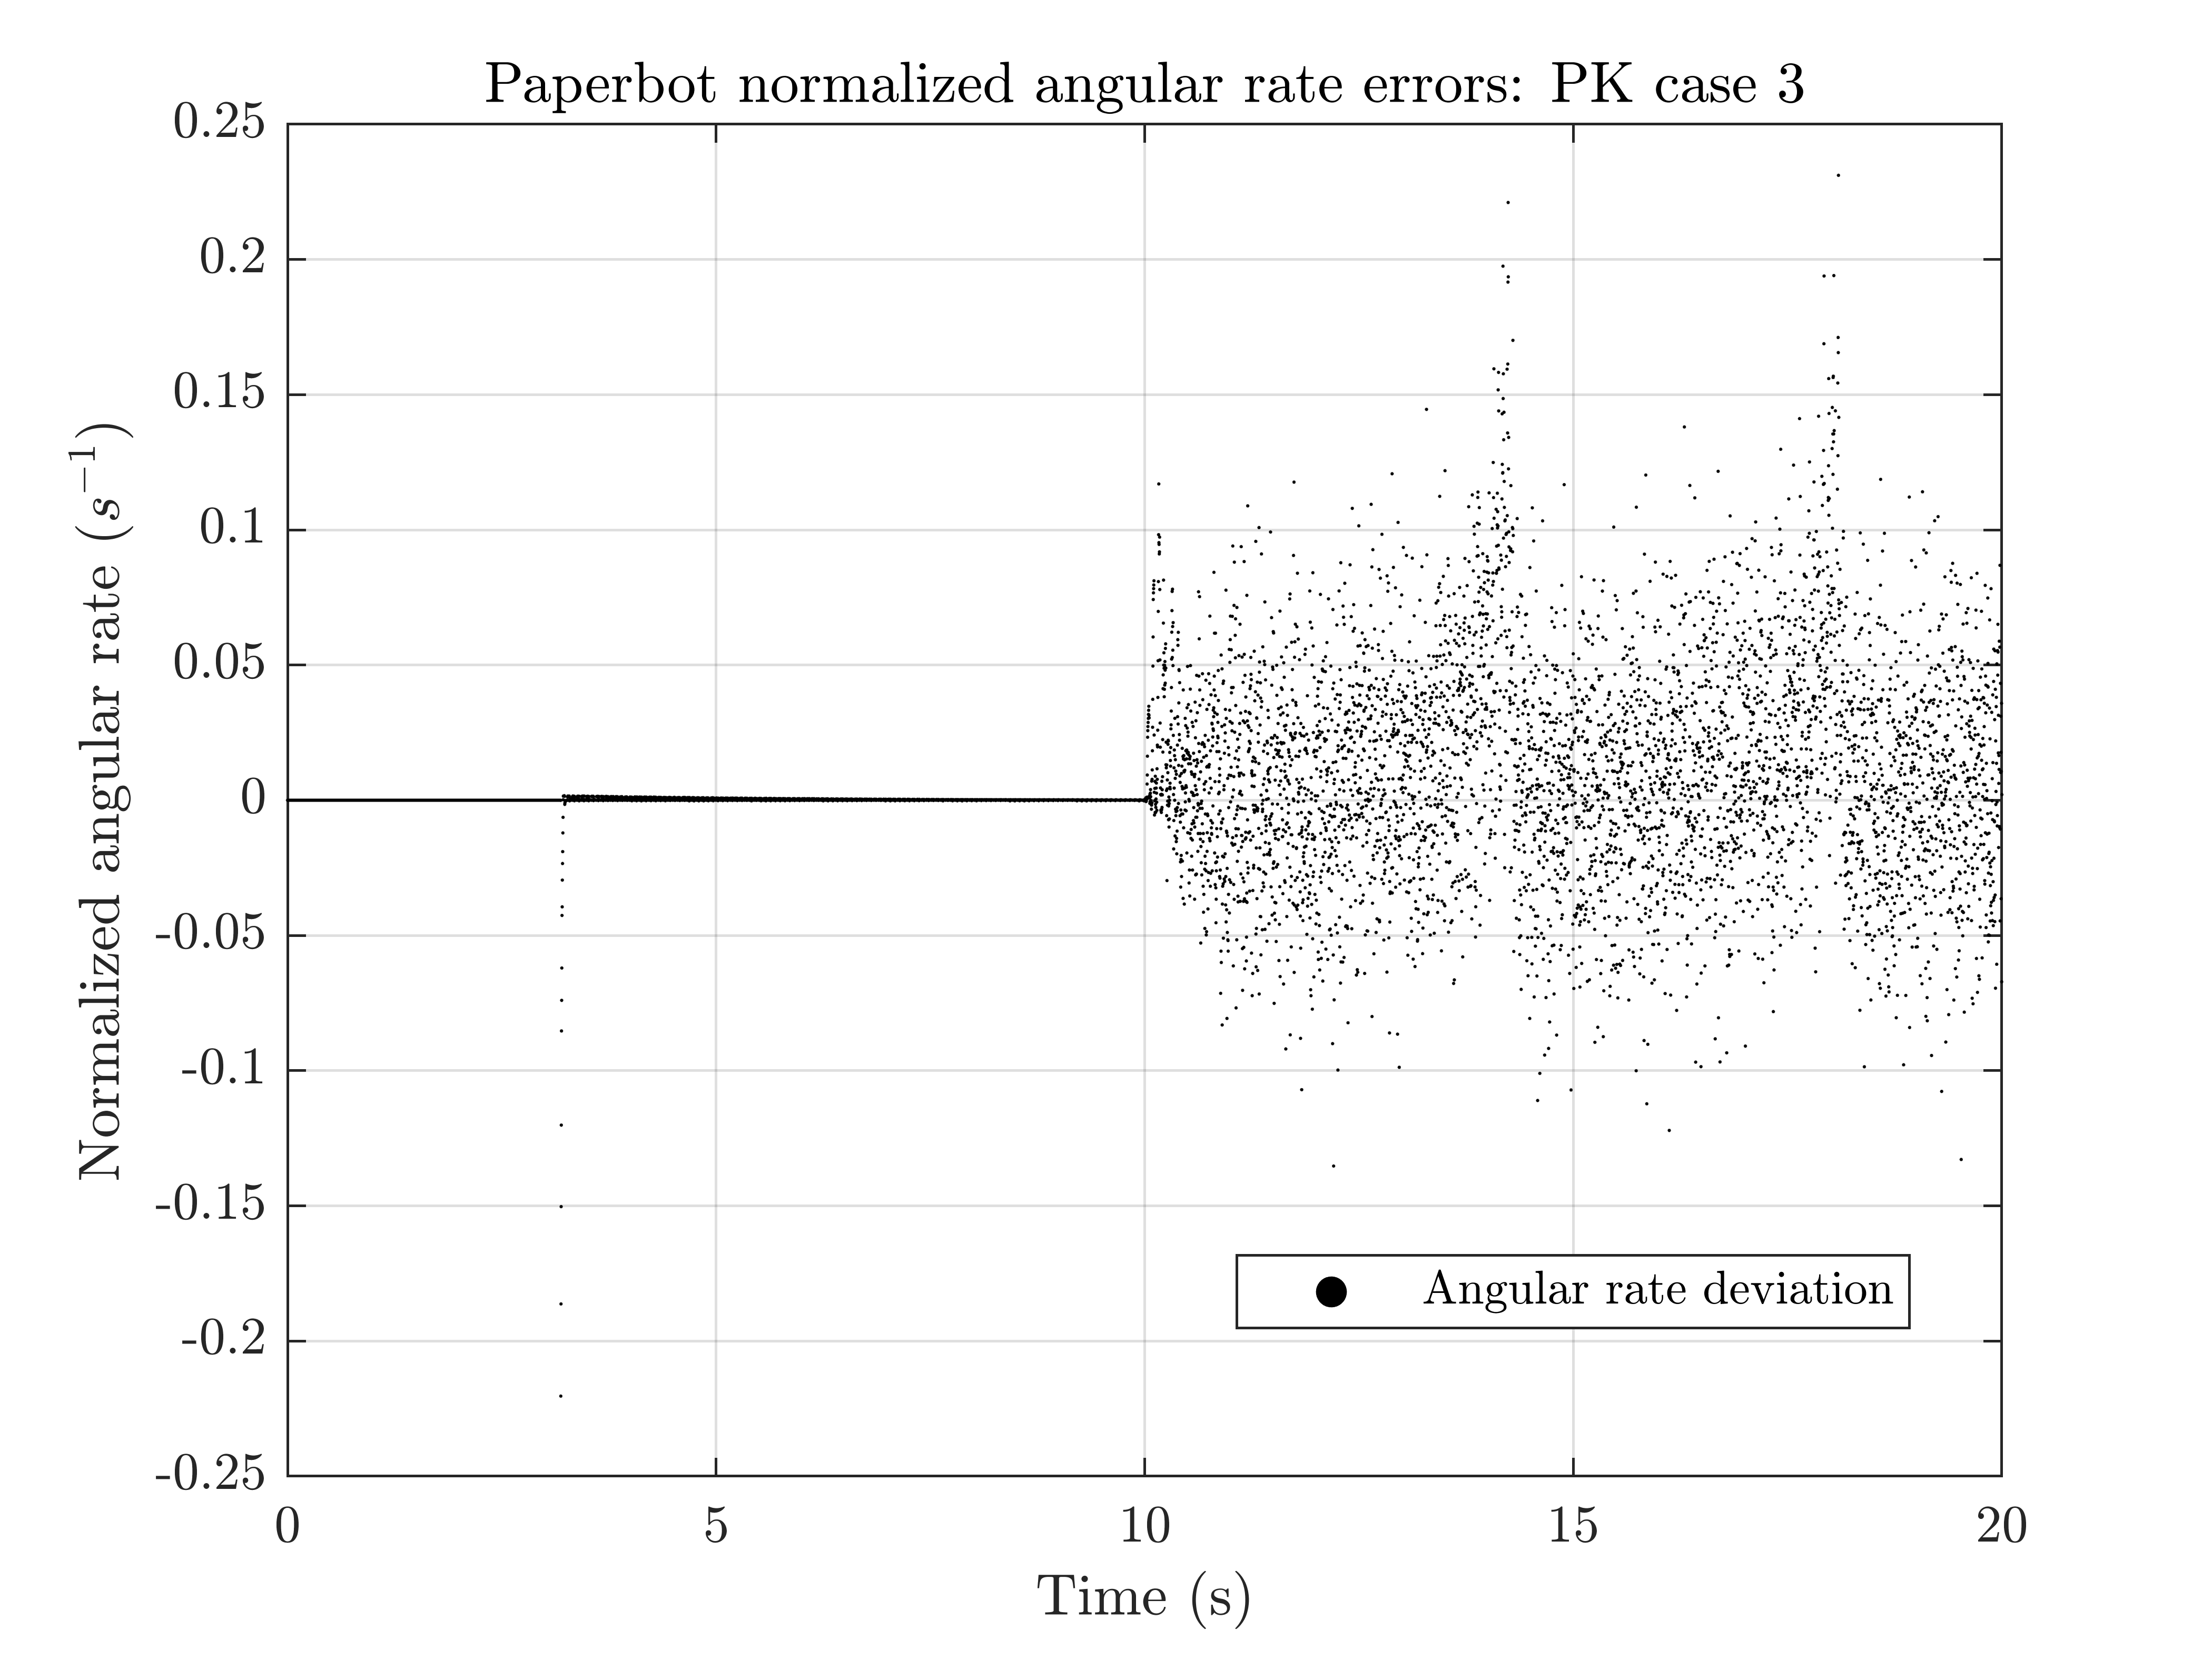 Paperbot normalized angular rate errors: PK case 3
0.25
0.2
0.15
0.1
0.05
0
-0.05
-0.1
-0.15
-0.2
-0.25
Normalized angular rate (s⁻¹)
Angular rate deviation
0 5 10 15 20
Time (s)